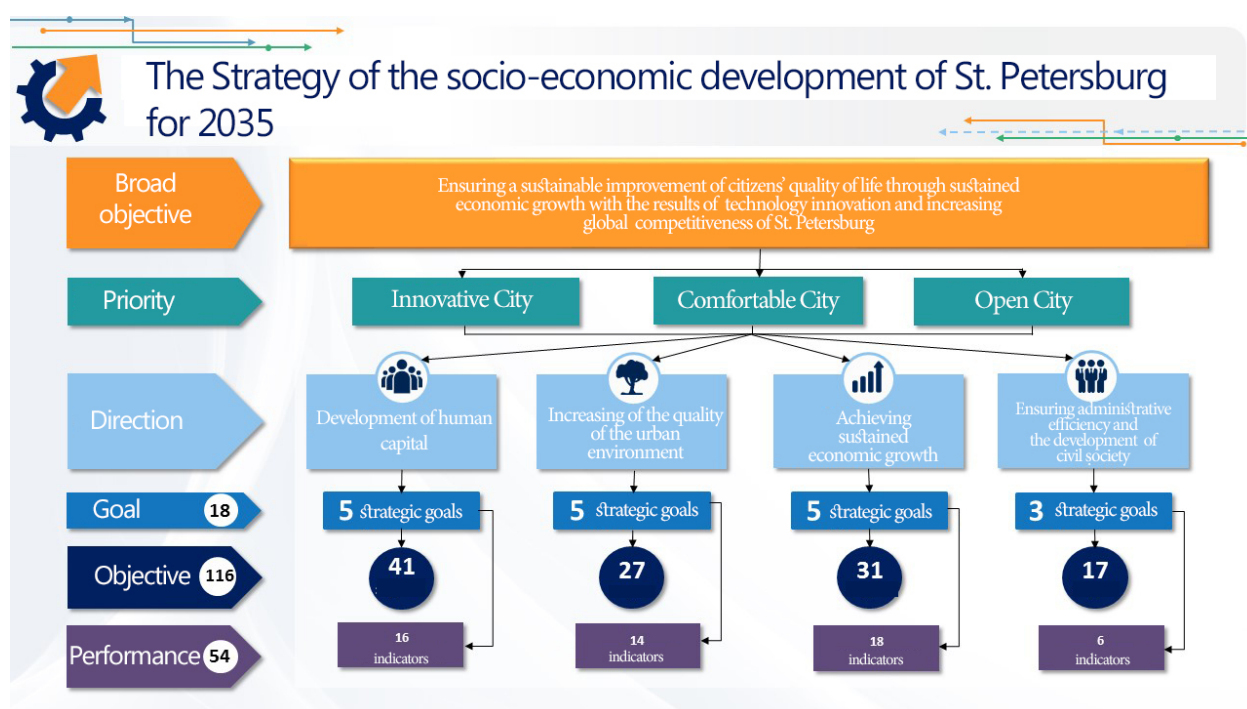 The Strategy of the socio-economic development of St. Petersburg
for 2035
Broad
objective
Ensuring a sustainable improvement of citizens' quality of life through sustained
economic growth with the results of technology innovation and increasing
global competitiveness of St. Petersburg
Priority
Innovative City
Comfortable City
Open City
Direction
Development of human
capital
Increasing of the quality
of the urban
environment
Achieving
sustained
economic growth
Ensuring administrative
efficiency and
the development of
civil society
Goal 18
5 strategic goals
5 strategic goals
5 strategic goals
3 strategic goals
Objective 116
41
27
31
17
Performance 54
16
indicators
14
indicators
18
indicators
6
indicators